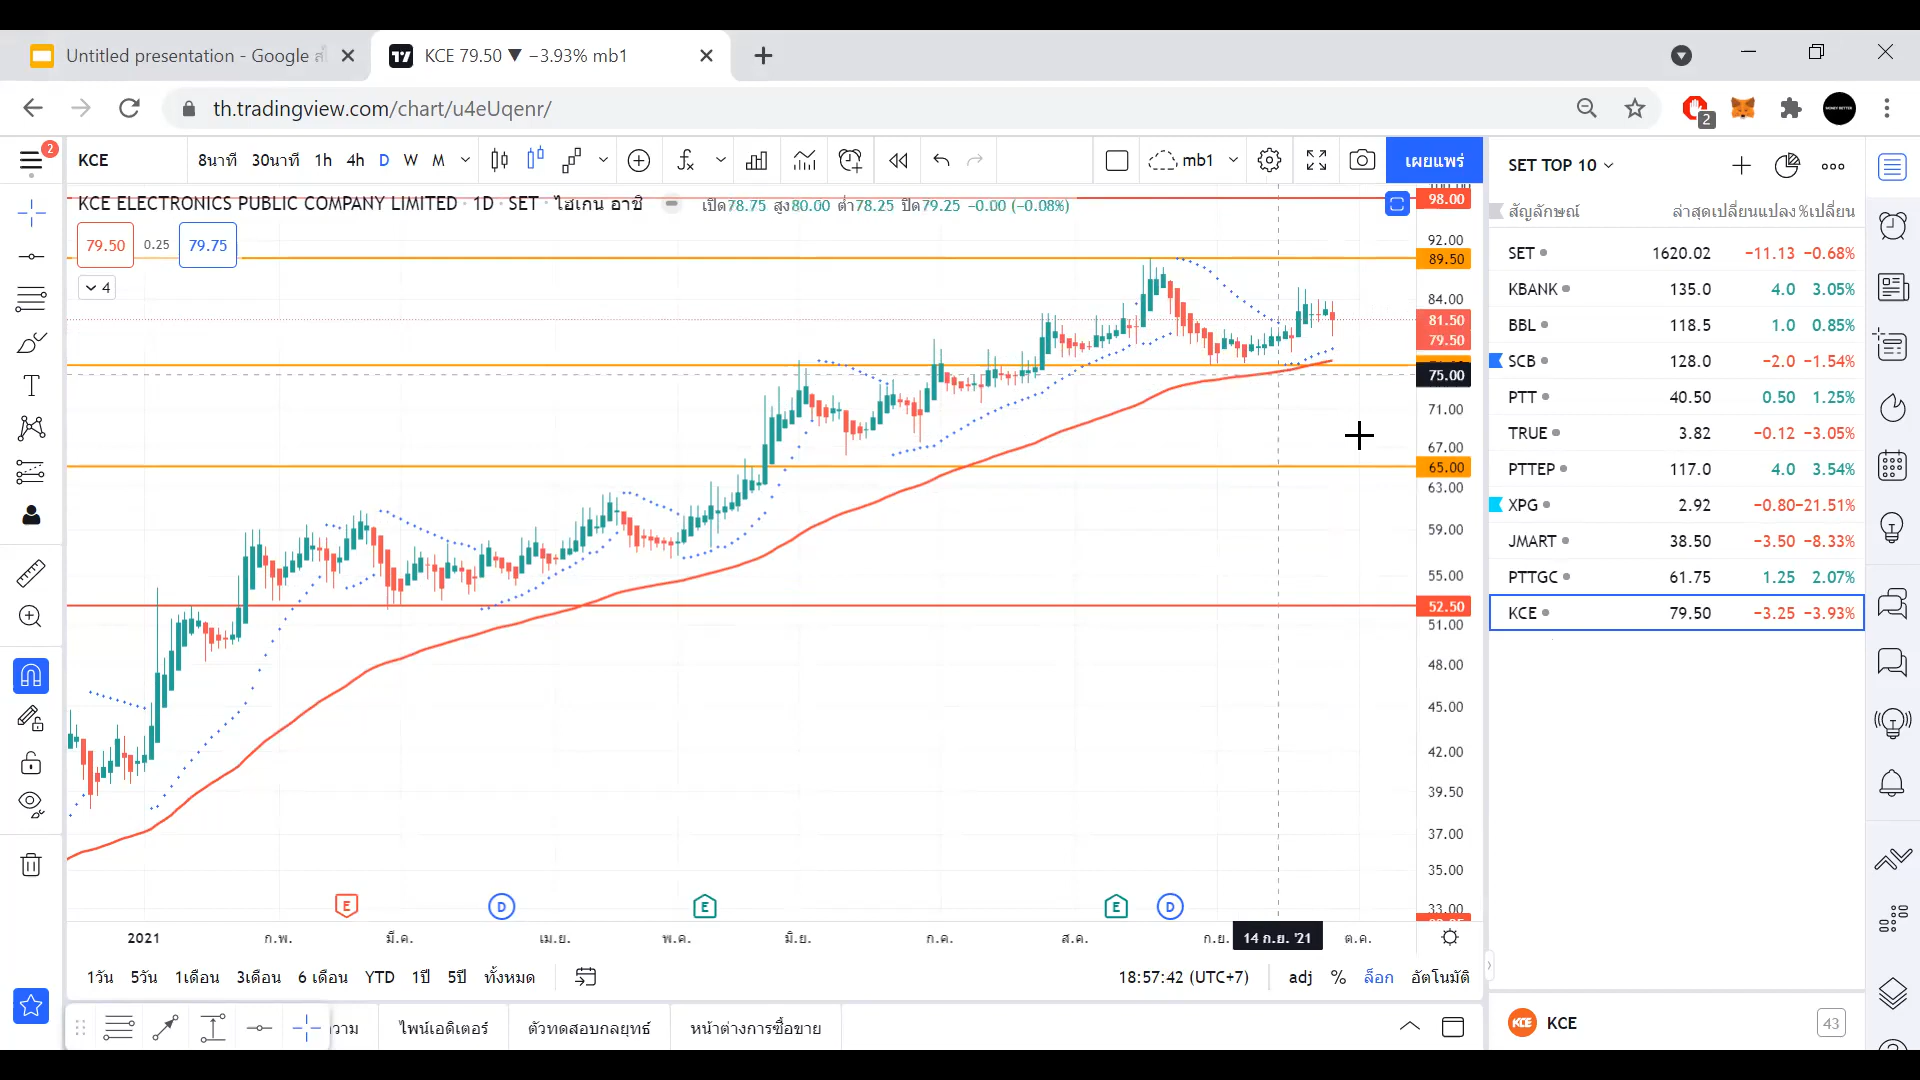 Untitled presentation - Google ส
KCE 79.50 ▼ −3.93% mb1
th.tradingview.com/chart/u4eUqenr/
2
2
KCE
8นาที 30นาที 1h 4h D W M
mb1
เผยแพร่
KCE ELECTRONICS PUBLIC COMPANY LIMITED · 1D · SET · ไฮเกน อาชิ
เปิด78.75 สูง80.00 ต่ำ78.25 ปิด79.25 −0.00 (−0.08%)
79.50 0.25 79.75
4
98.00
92.00
89.50
84.00
81.50
79.50
75.00
71.00
67.00
65.00
63.00
59.00
55.00
52.50
51.00
48.00
45.00
42.00
39.50
37.00
35.00
33.00
E D E E D
2021 ก.พ. มี.ค. เม.ย. พ.ค. มิ.ย. ก.ค. ส.ค. ก.ย. 14 ก.ย. '21 ต.ค.
1วัน 5วัน 1เดือน 3เดือน 6 เดือน YTD 1ปี 5ปี ทั้งหมด
18:57:42 (UTC+7) adj % ล็อก อัตโนมัติ
ไพน์เอดิเตอร์ ตัวทดสอบกลยุทธ์ หน้าต่างการซื้อขาย
SET TOP 10
สัญลักษณ์ ล่าสุด เปลี่ยนแปลง %เปลี่ยน
SET 1620.02 −11.13 −0.68%
KBANK 135.0 4.0 3.05%
BBL 118.5 1.0 0.85%
SCB 128.0 −2.0 −1.54%
PTT 40.50 0.50 1.25%
TRUE 3.82 −0.12 −3.05%
PTTEP 117.0 4.0 3.54%
XPG 2.92 −0.80 −21.51%
JMART 38.50 −3.50 −8.33%
PTTGC 61.75 1.25 2.07%
KCE 79.50 −3.25 −3.93%
KCE KCE 43